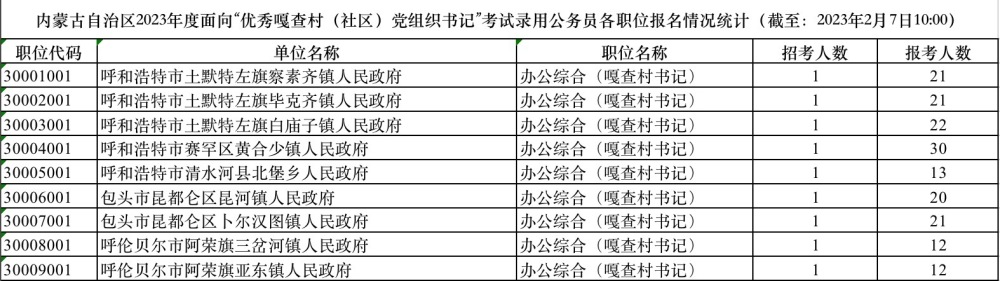 内蒙古自治区2023年度面向“优秀嘎查村（社区）党组织书记”考试录用公务员各职位报名情况统计（截至：2023年2月7日10:00）
职位代码 单位名称 职位名称 招考人数 报考人数
30001001 呼和浩特市土默特左旗察素齐镇人民政府 办公综合（嘎查村书记） 1 21
30002001 呼和浩特市土默特左旗毕克齐镇人民政府 办公综合（嘎查村书记） 1 21
30003001 呼和浩特市土默特左旗白庙子镇人民政府 办公综合（嘎查村书记） 1 22
30004001 呼和浩特市赛罕区黄合少镇人民政府 办公综合（嘎查村书记） 1 30
30005001 呼和浩特市清水河县北堡乡人民政府 办公综合（嘎查村书记） 1 13
30006001 包头市昆都仑区昆河镇人民政府 办公综合（嘎查村书记） 1 20
30007001 包头市昆都仑区卜尔汉图镇人民政府 办公综合（嘎查村书记） 1 21
30008001 呼伦贝尔市阿荣旗三岔河镇人民政府 办公综合（嘎查村书记） 1 12
30009001 呼伦贝尔市阿荣旗亚东镇人民政府 办公综合（嘎查村书记） 1 12